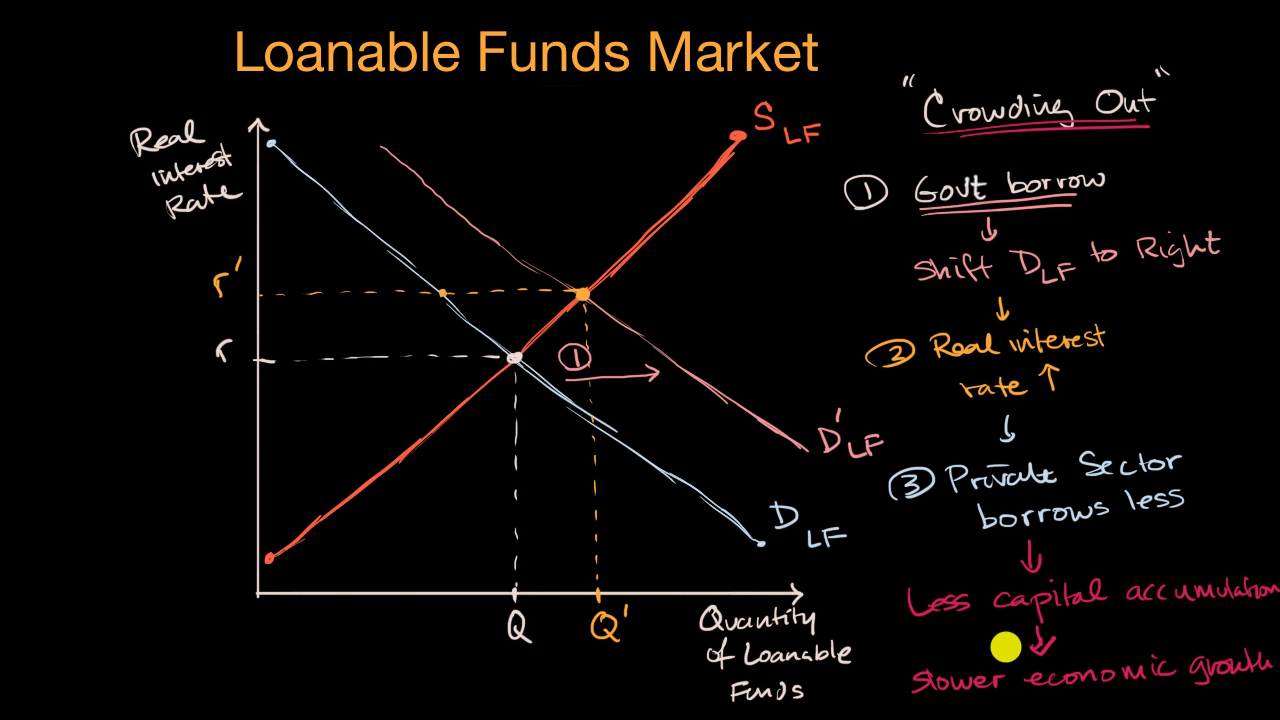 Loanable Funds Market
"Crowding Out"
Real
interest
Rate
S LF
① Govt borrow
↓
Shift D LF to Right
↓
② Real interest
rate ↑
↓
③ Private Sector
borrows less
↓
Less capital accumulation
↓
Slower economic growth
r'
r
①
D' LF
D LF
Q
Q'
Quantity
of Loanable
Funds